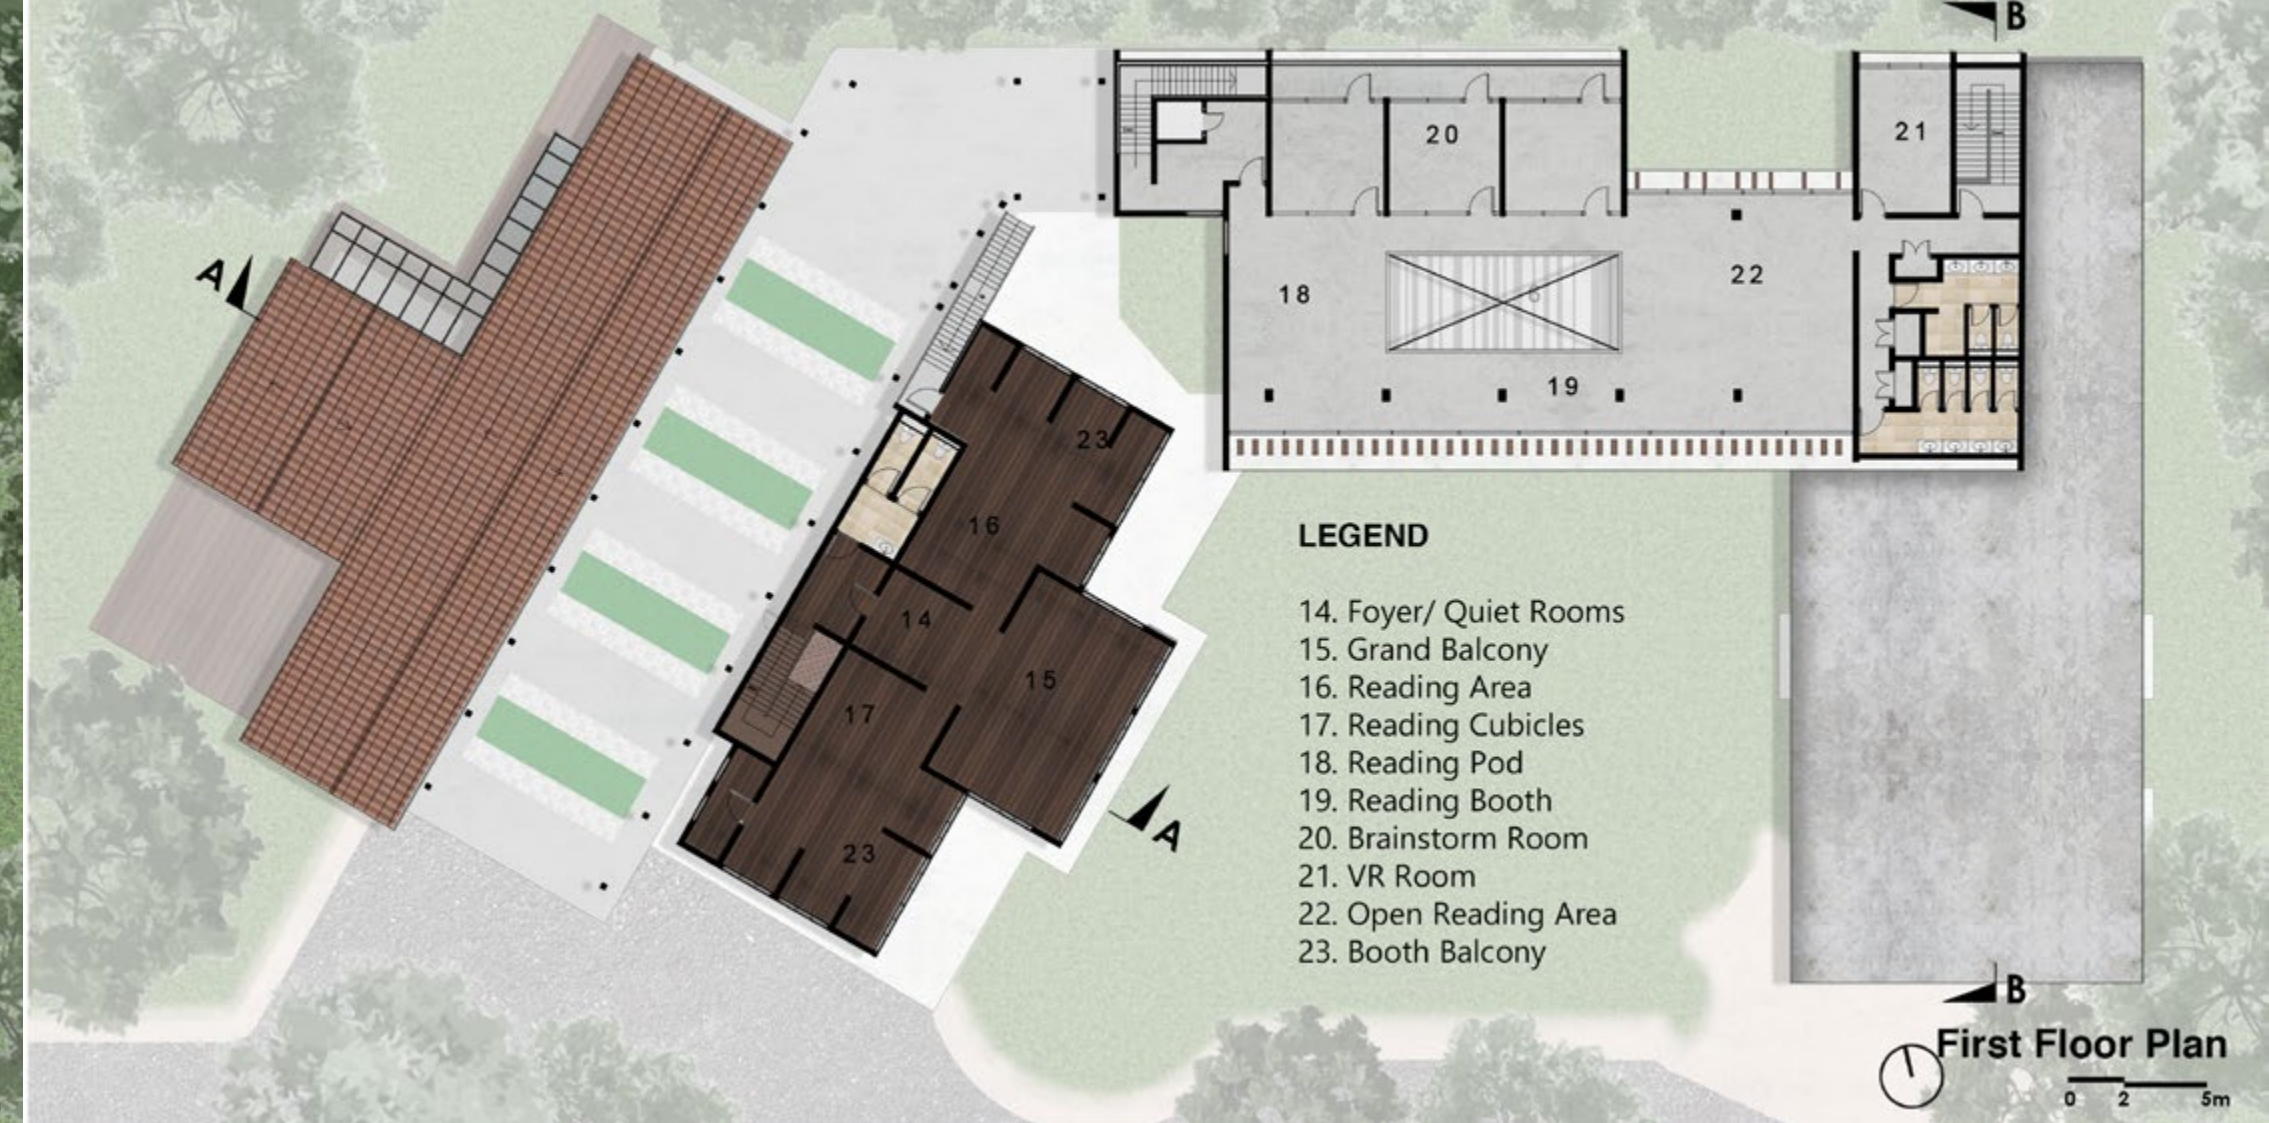 B
20
21
A
22
18
19
23
16
LEGEND
14
14. Foyer/ Quiet Rooms
15. Grand Balcony
15
16. Reading Area
17
17. Reading Cubicles
18. Reading Pod
19. Reading Booth
A
20. Brainstorm Room
23
21. VR Room
22. Open Reading Area
23. Booth Balcony
B
First Floor Plan
0 2 5m